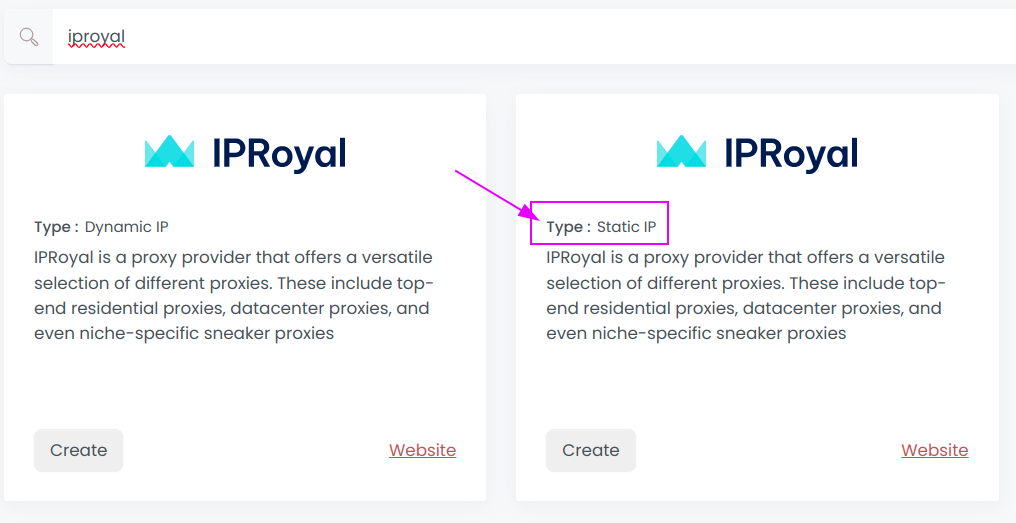 iproyal
IPRoyal
Type : Dynamic IP
IPRoyal is a proxy provider that offers a versatile
selection of different proxies. These include top-
end residential proxies, datacenter proxies, and
even niche-specific sneaker proxies
Create
Website
IPRoyal
Type : Static IP
IPRoyal is a proxy provider that offers a versatile
selection of different proxies. These include top-
end residential proxies, datacenter proxies, and
even niche-specific sneaker proxies
Create
Website